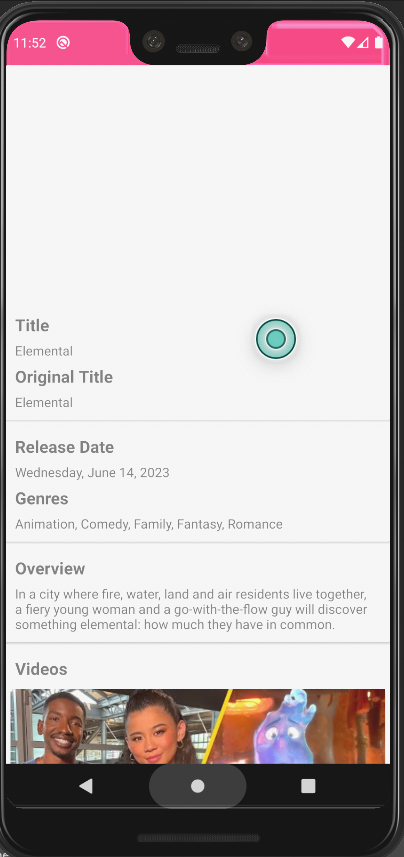 11:52
Title
Elemental
Original Title
Elemental
Release Date
Wednesday, June 14, 2023
Genres
Animation, Comedy, Family, Fantasy, Romance
Overview
In a city where fire, water, land and air residents live together,
a fiery young woman and a go-with-the-flow guy will discover
something elemental: how much they have in common.
Videos